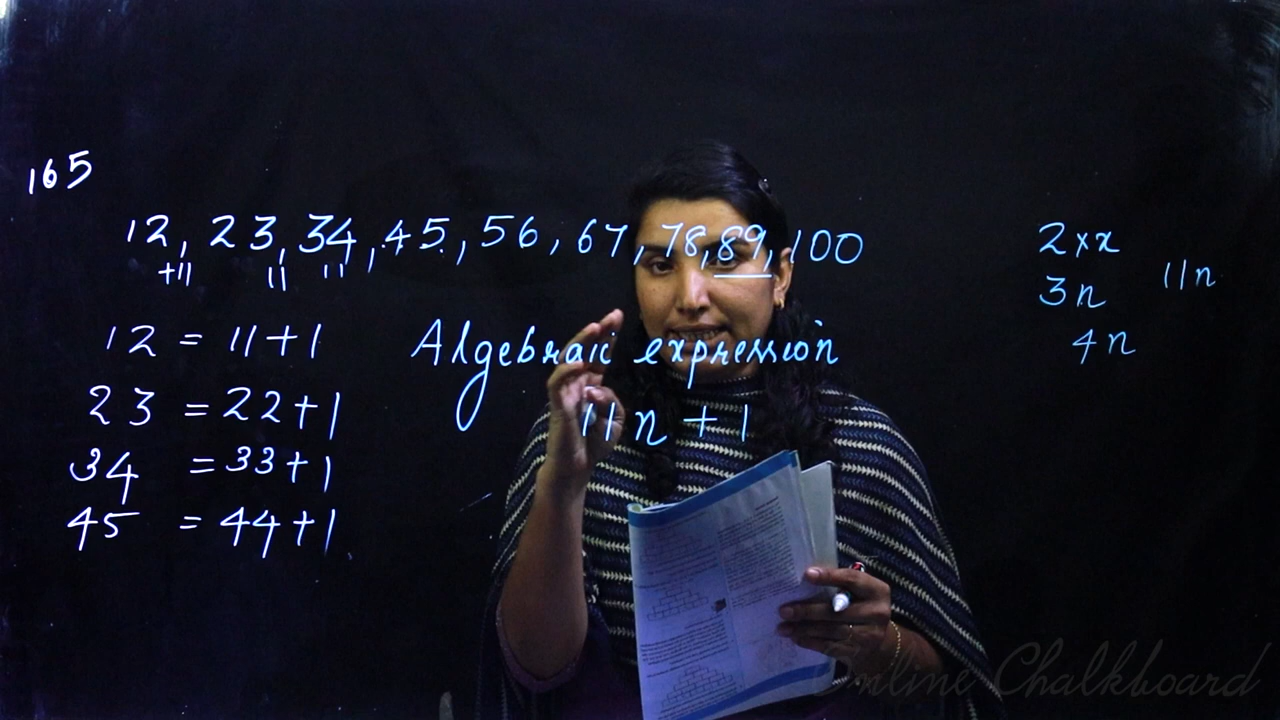 165
12, 23, 34, 45, 56, 67, 78, 89, 100
+11 11 11
12 = 11+1
23 = 22+1
34 = 33+1
45 = 44+1
Algebraic expression
11n + 1
2×x
3n 11n
4n
Online Chalkboard